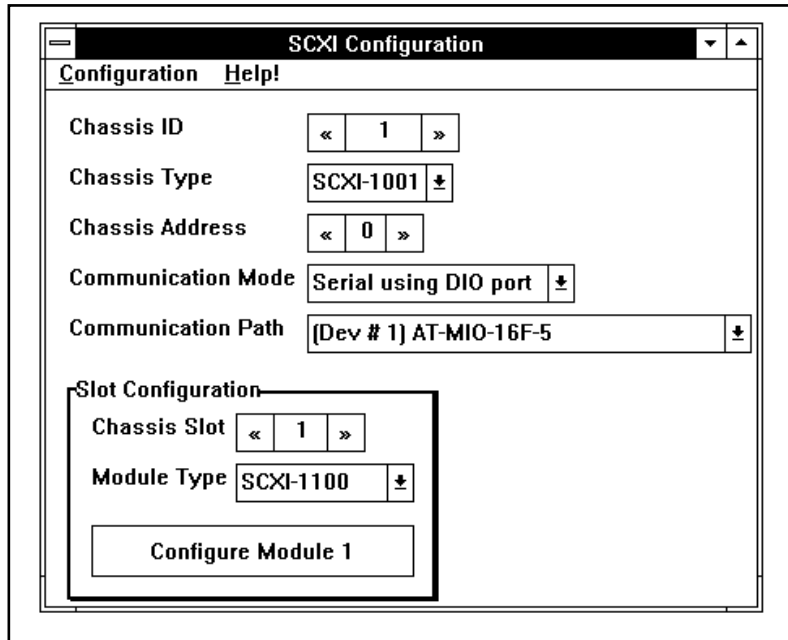 SCXI Configuration
Configuration Help!
Chassis ID « 1 »
Chassis Type SCXI-1001
Chassis Address « 0 »
Communication Mode Serial using DIO port
Communication Path (Dev # 1) AT-MIO-16F-5
Slot Configuration
Chassis Slot « 1 »
Module Type SCXI-1100
Configure Module 1